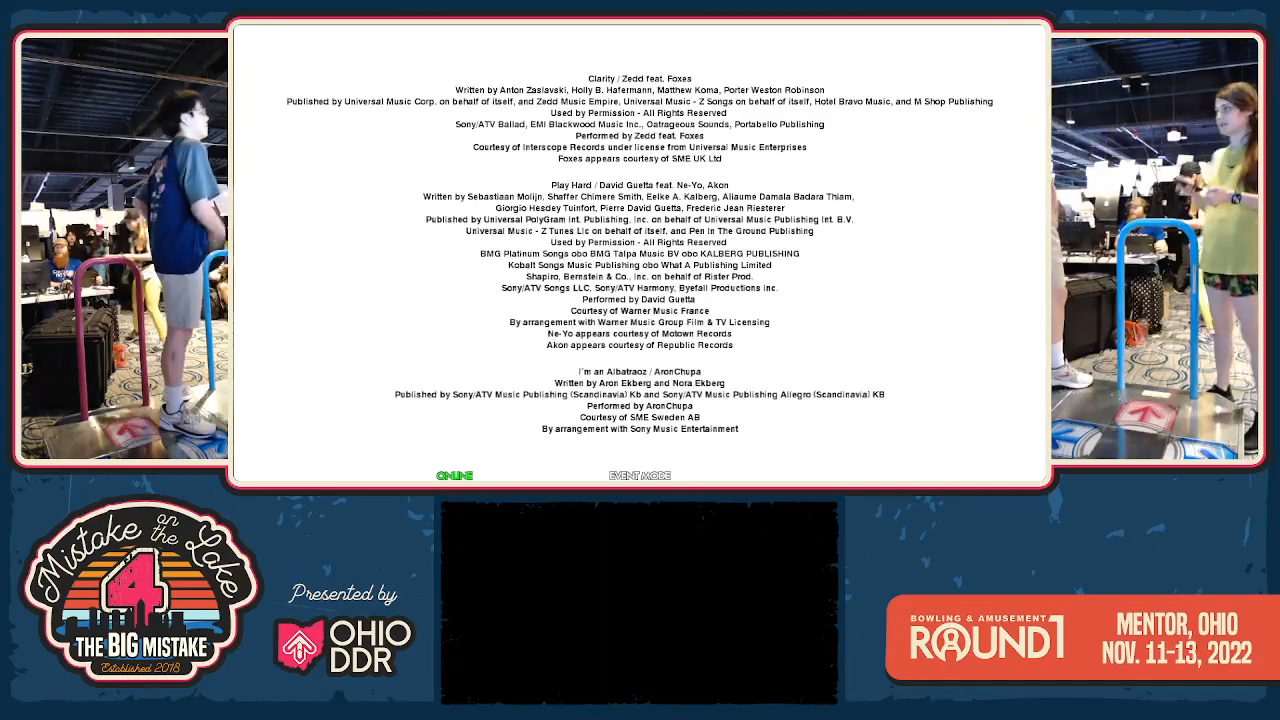 Clarity / Zedd feat. Foxes
Written by Anton Zaslavski, Holly B. Hafermann, Matthew Koma, Porter Weston Robinson
Published by Universal Music Corp. on behalf of itself, and Zedd Music Empire, Universal Music - Z Songs on behalf of itself, Hotel Bravo Music, and M Shop Publishing
Used by Permission - All Rights Reserved
Sony/ATV Ballad, EMI Blackwood Music Inc., Oatrageous Sounds, Portabello Publishing
Performed by Zedd feat. Foxes
Courtesy of Interscope Records under license from Universal Music Enterprises
Foxes appears courtesy of SME UK Ltd
Play Hard / David Guetta feat. Ne-Yo, Akon
Written by Sebastiaan Molijn, Shaffer Chimere Smith, Eelke A. Kalberg, Aliaume Damala Badara Thiam,
Giorgio Hesdey Tuinfort, Pierre David Guetta, Frederic Jean Riesterer
Published by Universal PolyGram Int. Publishing, Inc. on behalf of Universal Music Publishing Int. B.V.
Universal Music - Z Tunes Llc on behalf of itself, and Pen In The Ground Publishing
Used by Permission - All Rights Reserved
BMG Platinum Songs obo BMG Talpa Music BV obo KALBERG PUBLISHING
Kobalt Songs Music Publishing obo What A Publishing Limited
Shapiro, Bernstein & Co., Inc. on behalf of Rister Prod.
Sony/ATV Songs LLC, Sony/ATV Harmony, Byefall Productions Inc.
Performed by David Guetta
Courtesy of Warner Music France
By arrangement with Warner Music Group Film & TV Licensing
Ne-Yo appears courtesy of Motown Records
Akon appears courtesy of Republic Records
I'm an Albatraoz / AronChupa
Written by Aron Ekberg and Nora Ekberg
Published by Sony/ATV Music Publishing (Scandinavia) Kb and Sony/ATV Music Publishing Allegro (Scandinavia) KB
Performed by AronChupa
Courtesy of SME Sweden AB
By arrangement with Sony Music Entertainment
ONLINE
EVENT MODE
Mistake on the Lake
4
THE BIG MISTAKE
Established 2018
Presented by
OHIO
DDR
BOWLING & AMUSEMENT
ROUND1
MENTOR, OHIO
NOV. 11-13, 2022